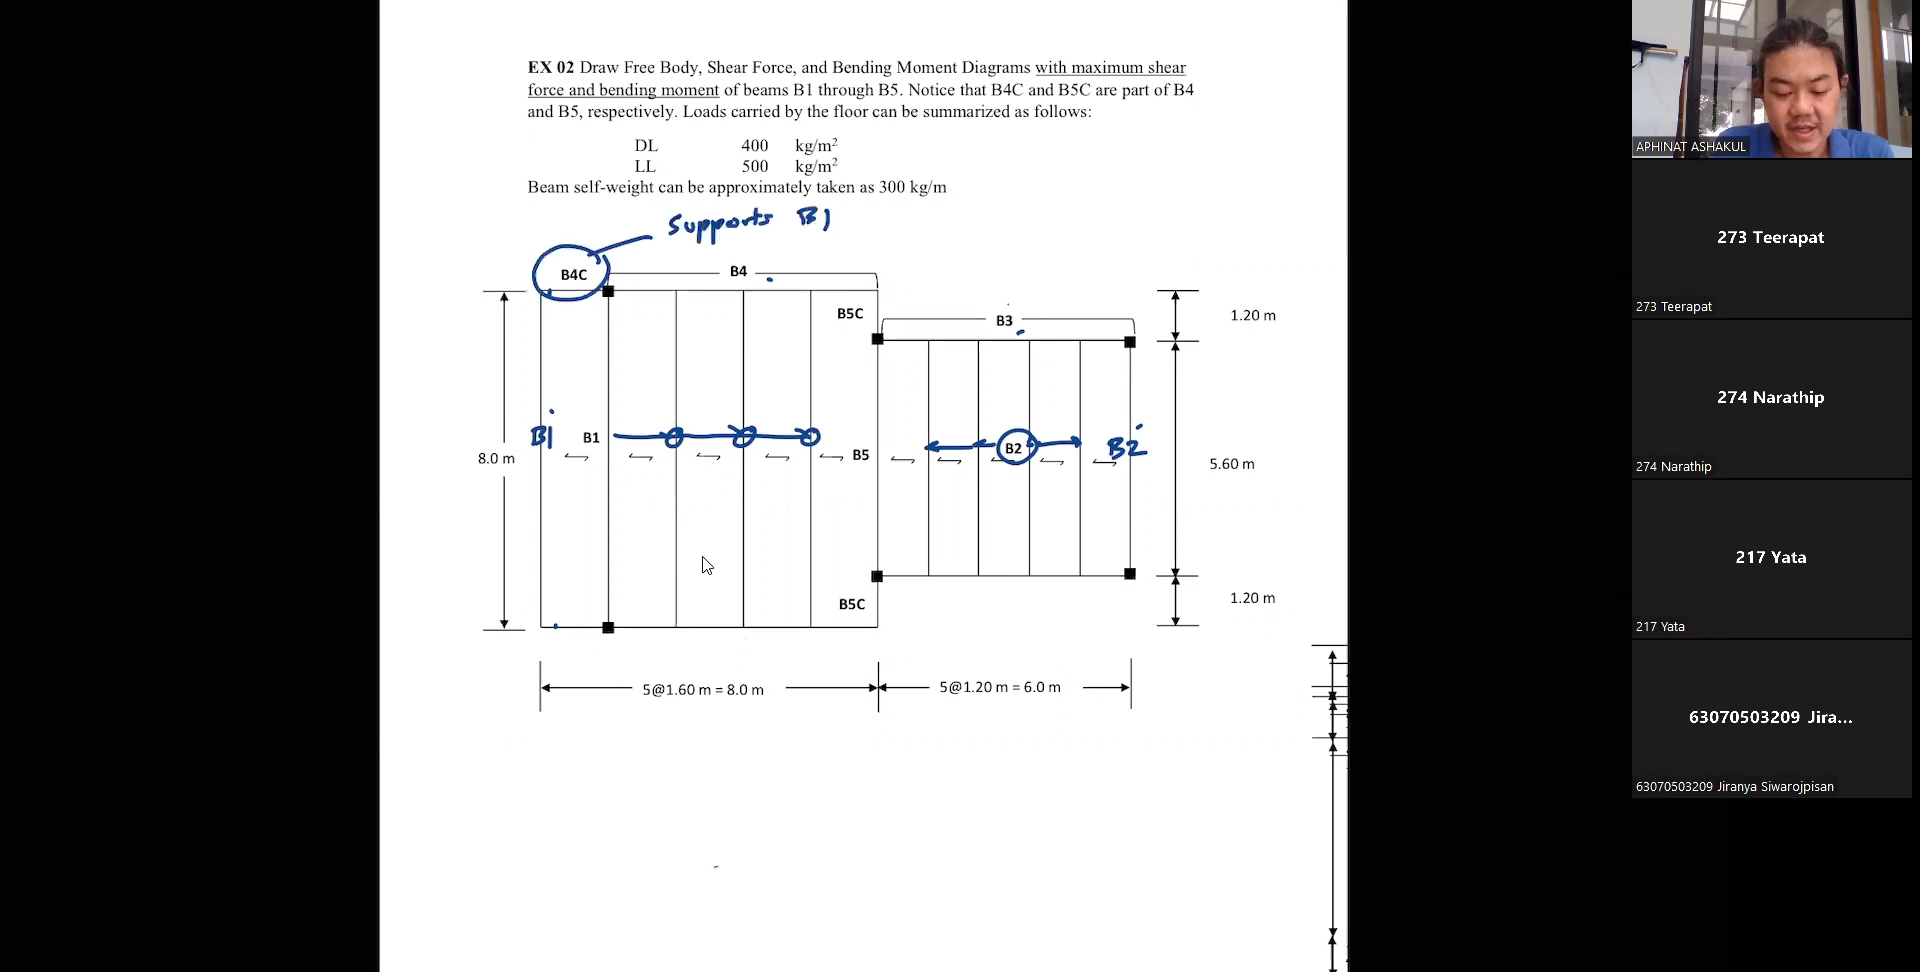 EX 02 Draw Free Body, Shear Force, and Bending Moment Diagrams with maximum shear
force and bending moment of beams B1 through B5. Notice that B4C and B5C are part of B4
and B5, respectively. Loads carried by the floor can be summarized as follows:
DL 400 kg/m²
LL 500 kg/m²
Beam self-weight can be approximately taken as 300 kg/m
Supports B1
B4C B4
B5C B3 1.20 m
B1' B1 B2 B2'
8.0 m B5 5.60 m
B5C 1.20 m
5@1.60 m = 8.0 m 5@1.20 m = 6.0 m
APHINAT ASHAKUL
273 Teerapat
273 Teerapat
274 Narathip
274 Narathip
217 Yata
217 Yata
63070503209 Jira...
63070503209 Jiranya Siwarojpisan